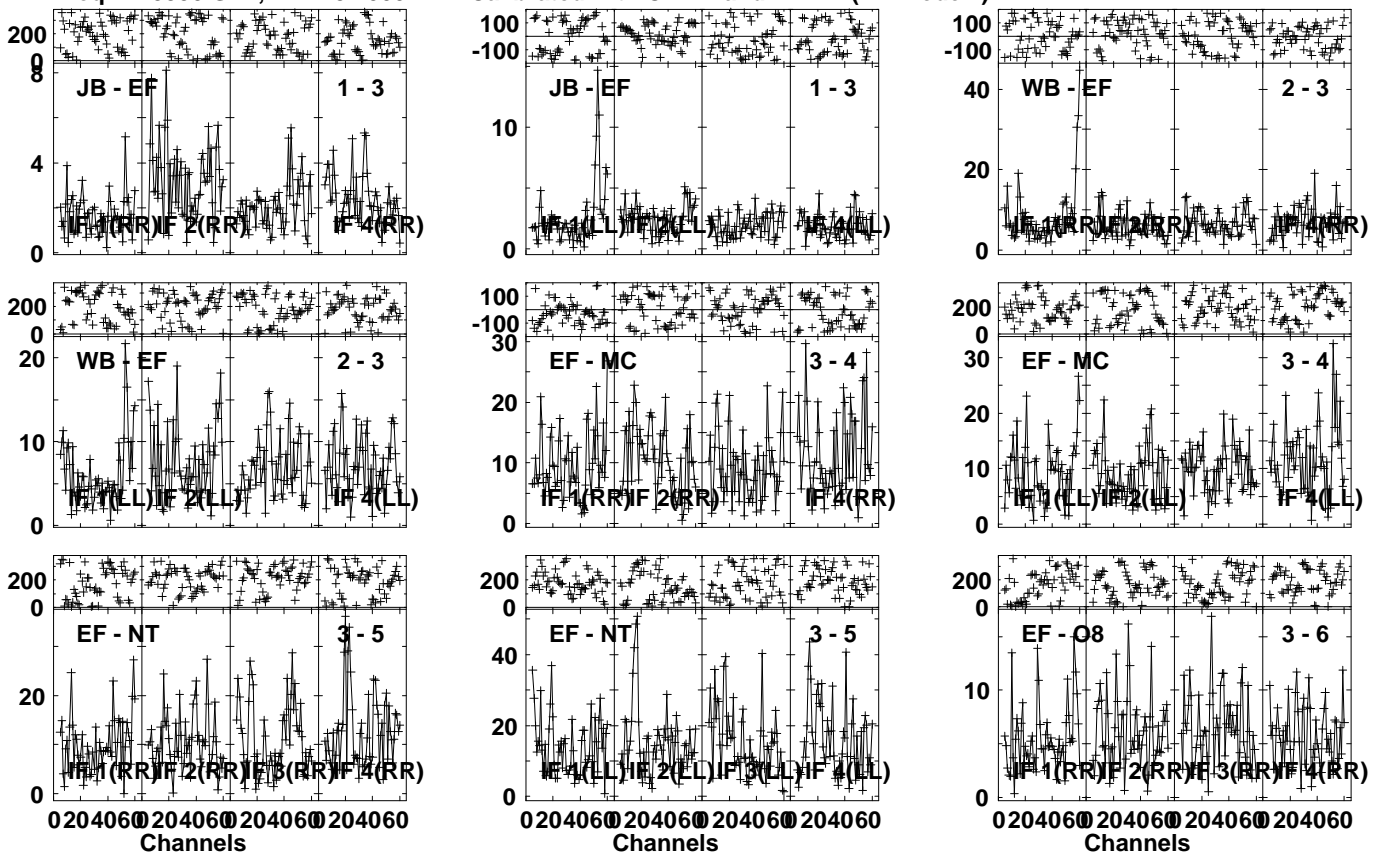 200
0
100
-100
100
-100
8
4
0
JB - EF 1 - 3
IF 1(RR) IF 2(RR) IF 4(RR)
10
0
JB - EF 1 - 3
IF 1(LL) IF 2(LL) IF 4(LL)
40
20
0
WB - EF 2 - 3
IF 1(RR) IF 2(RR) IF 4(RR)
200
0
100
-100
200
0
20
10
0
WB - EF 2 - 3
IF 1(LL) IF 2(LL) IF 4(LL)
30
20
10
0
EF - MC 3 - 4
IF 1(RR) IF 2(RR) IF 4(RR)
30
20
10
0
EF - MC 3 - 4
IF 1(LL) IF 2(LL) IF 4(LL)
200
0
200
0
200
0
20
0
EF - NT 3 - 5
IF 1(RR) IF 2(RR) IF 3(RR) IF 4(RR)
40
20
0
EF - NT 3 - 5
IF 1(LL) IF 2(LL) IF 3(LL) IF 4(LL)
10
0
EF - O8 3 - 6
IF 1(RR) IF 2(RR) IF 3(RR) IF 4(RR)
0 20 40 60 0 20 40 60 0 20 40 60 0 20 40 60
Channels
0 20 40 60 0 20 40 60 0 20 40 60 0 20 40 60
Channels
0 20 40 60 0 20 40 60 0 20 40 60 0 20 40 60
Channels